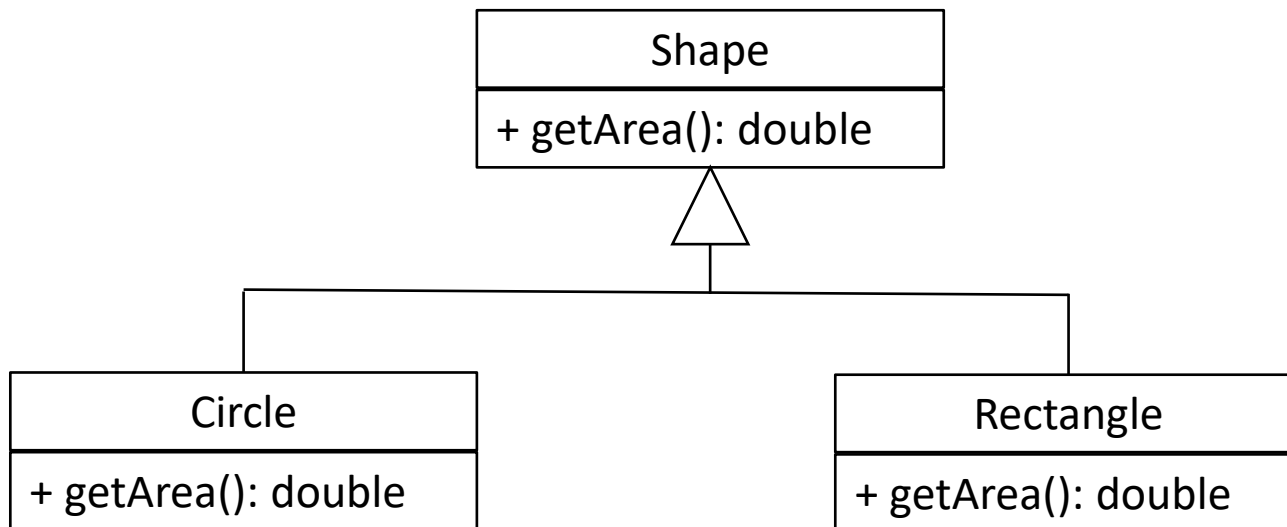 Shape
+ getArea(): double
Circle
+ getArea(): double
Rectangle
+ getArea(): double